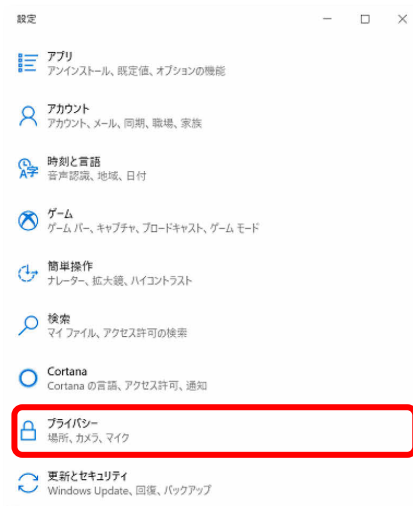 設定
アプリ
アンインストール、既定値、オプションの機能
アカウント
アカウント、メール、同期、職場、家族
時刻と言語
音声認識、地域、日付
ゲーム
ゲーム バー、キャプチャ、ブロードキャスト、ゲーム モード
簡単操作
ナレーター、拡大鏡、ハイコントラスト
検索
マイ ファイル、アクセス許可の検索
Cortana
Cortana の言語、アクセス許可、通知
プライバシー
場所、カメラ、マイク
更新とセキュリティ
Windows Update、回復、バックアップ